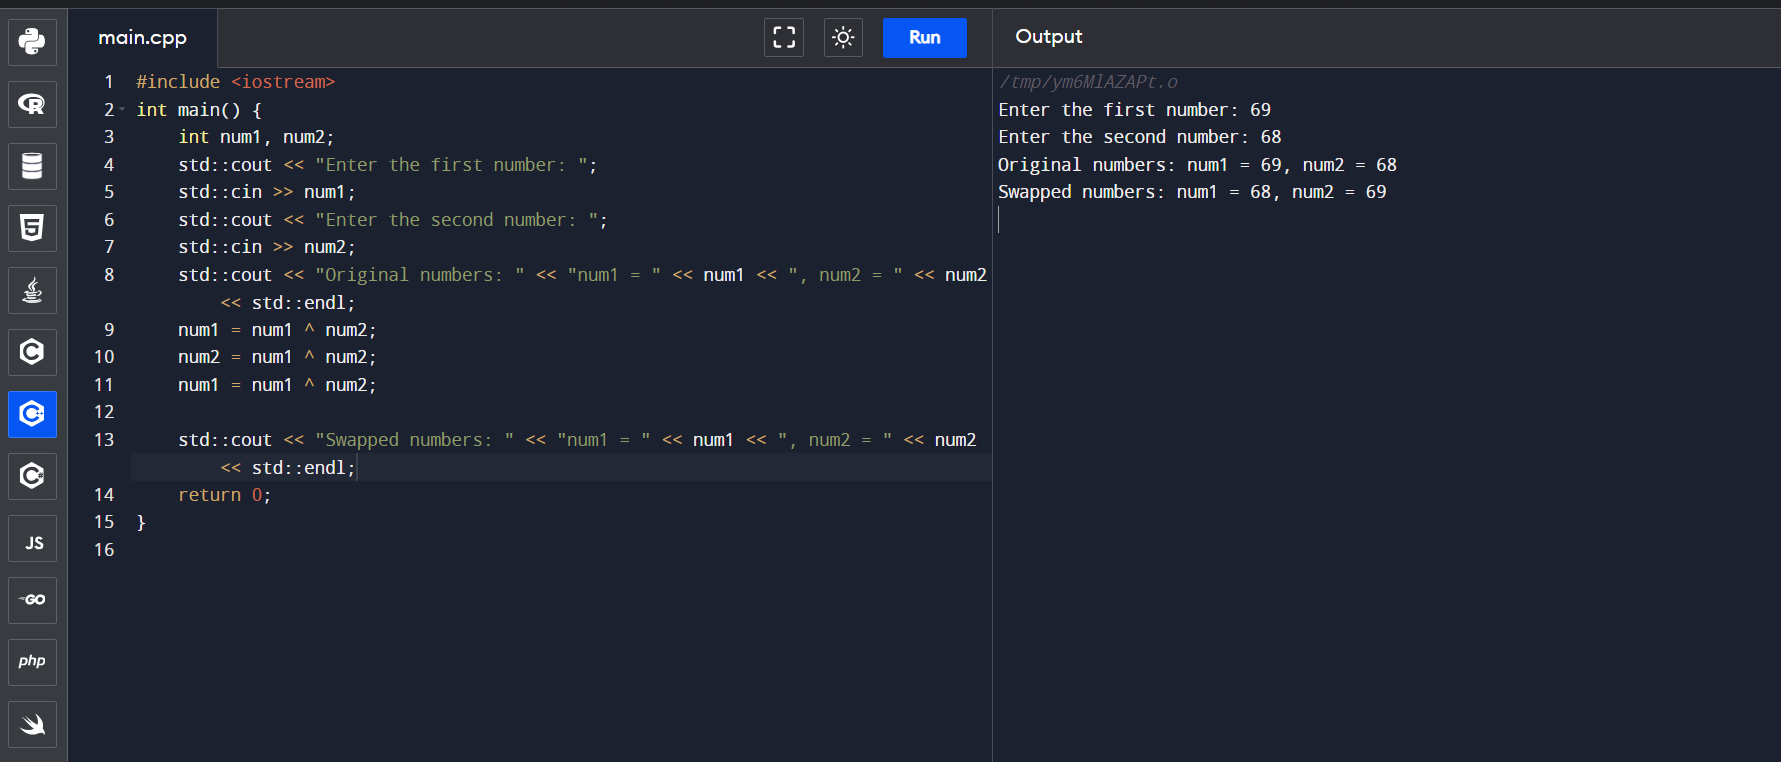 main.cpp
Run
Output
1 #include <iostream>
2 int main() {
3     int num1, num2;
4     std::cout << "Enter the first number: ";
5     std::cin >> num1;
6     std::cout << "Enter the second number: ";
7     std::cin >> num2;
8     std::cout << "Original numbers: " << "num1 = " << num1 << ", num2 = " << num2
        << std::endl;
9     num1 = num1 ^ num2;
10     num2 = num1 ^ num2;
11     num1 = num1 ^ num2;
12
13     std::cout << "Swapped numbers: " << "num1 = " << num1 << ", num2 = " << num2
        << std::endl;
14     return 0;
15 }
16
/tmp/ym6MlAZAPt.o
Enter the first number: 69
Enter the second number: 68
Original numbers: num1 = 69, num2 = 68
Swapped numbers: num1 = 68, num2 = 69
R
5
C
C
C
JS
GO
php